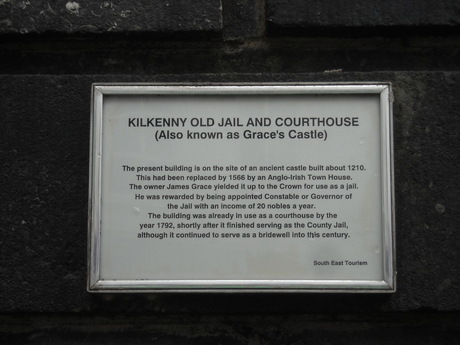 KILKENNY OLD JAIL AND COURTHOUSE
(Also known as Grace's Castle)
The present building is on the site of an ancient castle built about 1210.
This had been replaced by 1566 by an Anglo-Irish Town House.
The owner James Grace yielded it up to the Crown for use as a jail.
He was rewarded by being appointed Constable or Governor of
the Jail with an income of 20 nobles a year.
The building was already in use as a courthouse by the
year 1792, shortly after it finished serving as the County Jail,
although it continued to serve as a bridewell into this century.
South East Tourism